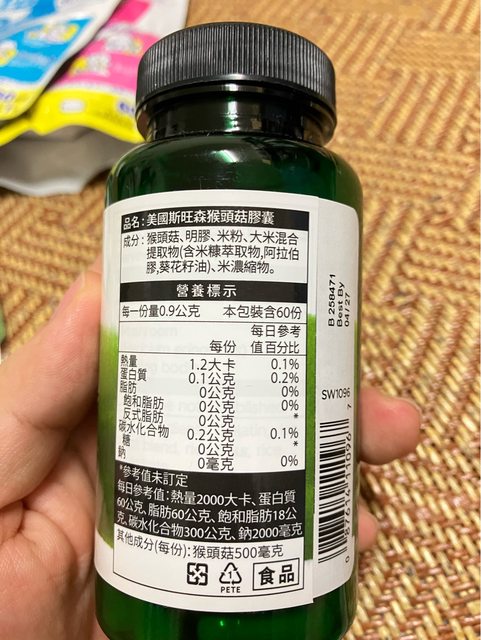 品名:美國斯旺森猴頭菇膠囊
成分:猴頭菇、明膠、米粉、大米混合
提取物(含米糠萃取物,阿拉伯
膠,葵花籽油)、米濃縮物。
營養標示
每一份量0.9公克 本包裝含60份
每日參考
每份 值百分比
熱量 1.2大卡 0.1%
蛋白質 0.1公克 0.2%
脂肪 0公克 0%
飽和脂肪 0公克 0%
反式脂肪 0公克 *
碳水化合物 0.2公克 0.1%
糖 0公克 *
鈉 0毫克 0%
*參考值未訂定
每日參考值:熱量2000大卡、蛋白質
60公克、脂肪60公克、飽和脂肪18公
克、碳水化合物300公克、鈉2000毫克
其他成分(每份):猴頭菇500毫克
PETE
食品
B 258471
Best By
04/27
SW1096